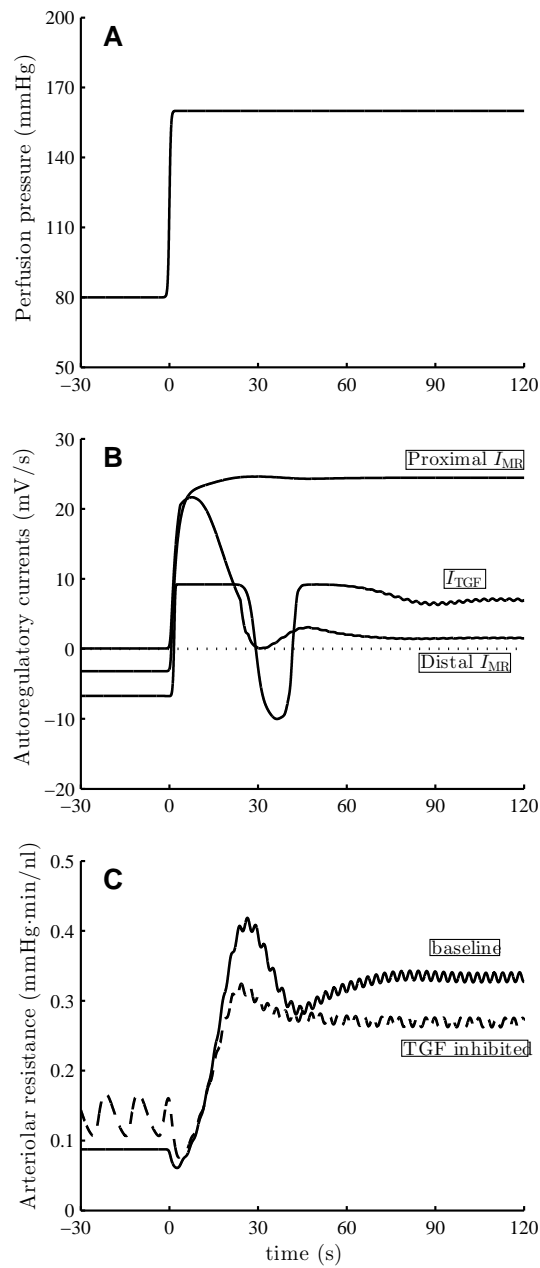 A
Perfusion pressure (mmHg)
200
170
140
110
80
50
−30 0 30 60 90 120
B
Autoregulatory currents (mV/s)
30
20
10
0
−10
−20
Proximal I_MR
I_TGF
Distal I_MR
−30 0 30 60 90 120
C
Arteriolar resistance (mmHg·min/nl)
0.5
0.4
0.3
0.2
0.1
0
baseline
TGF inhibited
−30 0 30 60 90 120
time (s)